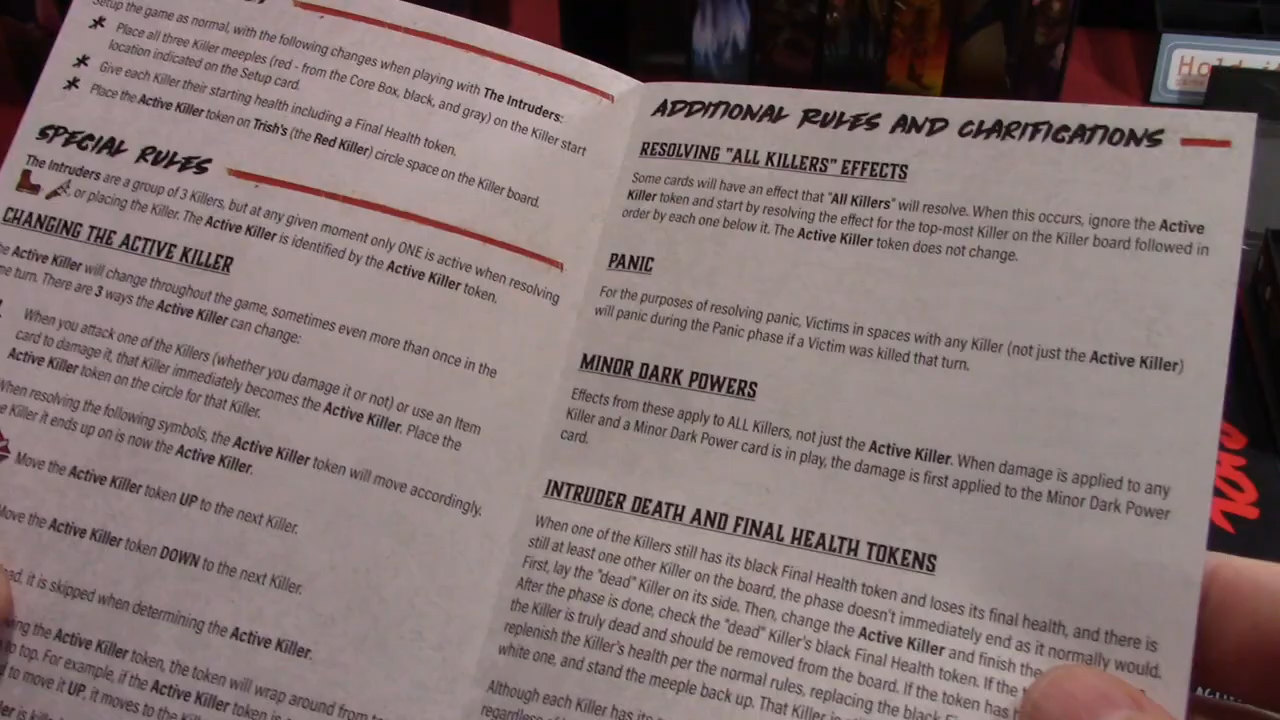 Setup the game as normal, with the following changes when playing with The Intruders:
Place all three Killer meeples (red - from the Core Box, black, and gray) on the Killer start
location indicated on the Setup card.
Give each Killer their starting health including a Final Health token.
Place the Active Killer token on Trish's (the Red Killer) circle space on the Killer board.
SPECIAL RULES
The Intruders are a group of 3 Killers, but at any given moment only ONE is active when resolving
or placing the Killer. The Active Killer is identified by the Active Killer token.
CHANGING THE ACTIVE KILLER
Active Killer will change throughout the game, sometimes even more than once in the
turn. There are 3 ways the Active Killer can change:
When you attack one of the Killers (whether you damage it or not) or use an Item
card to damage it, that Killer immediately becomes the Active Killer. Place the
Active Killer token on the circle for that Killer.
When resolving the following symbols, the Active Killer token will move accordingly.
Killer it ends up on is now the Active Killer.
Move the Active Killer token UP to the next Killer.
Move the Active Killer token DOWN to the next Killer.
it is skipped when determining the Active Killer.
the Active Killer token, the token will wrap around from
to top. For example, if the Active Killer token is
to move it UP, it moves to the
ADDITIONAL RULES AND CLARIFICATIONS
RESOLVING "ALL KILLERS" EFFECTS
Some cards will have an effect that "All Killers" will resolve. When this occurs, ignore the Active
Killer token and start by resolving the effect for the top-most Killer on the Killer board followed in
order by each one below it. The Active Killer token does not change.
PANIC
For the purposes of resolving panic, Victims in spaces with any Killer (not just the Active Killer)
will panic during the Panic phase if a Victim was killed that turn.
MINOR DARK POWERS
Effects from these apply to ALL Killers, not just the Active Killer. When damage is applied to any
Killer and a Minor Dark Power card is in play, the damage is first applied to the Minor Dark Power
card.
INTRUDER DEATH AND FINAL HEALTH TOKENS
When one of the Killers still has its black Final Health token and loses its final health, and there is
still at least one other Killer on the board, the phase doesn't immediately end as it normally would.
First, lay the "dead" Killer on its side. Then, change the Active Killer and finish the
After the phase is done, check the "dead" Killer's black Final Health token. If the
the Killer is truly dead and should be removed from the board. If the token has
replenish the Killer's health per the normal rules, replacing the black
white one, and stand the meeple back up. That Killer
Although each Killer has its
regardless
Hold